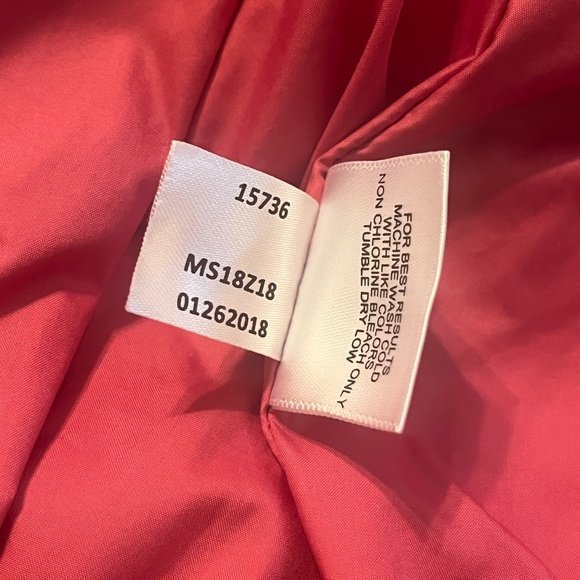 15736
MS18Z18
01262018
FOR BEST RESULTS
MACHINE WASH COLD
WITH LIKE COLORS
NON CHLORINE BLEACH
TUMBLE DRY LOW ONLY